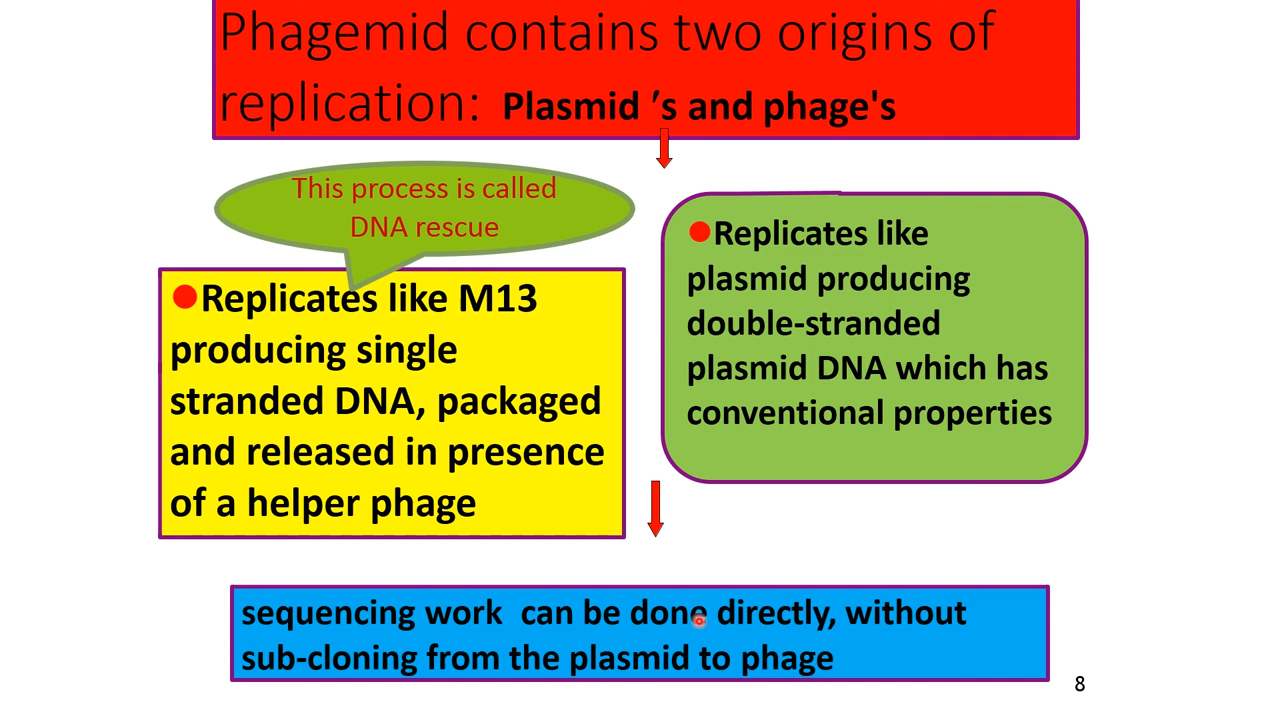 Phagemid contains two origins of
replication: Plasmid ’s and phage's
This process is called
DNA rescue
●Replicates like M13
producing single
stranded DNA, packaged
and released in presence
of a helper phage
●Replicates like
plasmid producing
double-stranded
plasmid DNA which has
conventional properties
sequencing work can be done directly, without
sub-cloning from the plasmid to phage
8